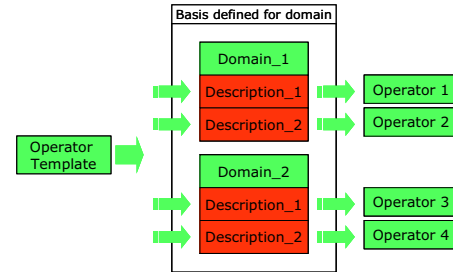 Basis defined for domain
Domain_1
Description_1
Description_2
Operator 1
Operator 2
Operator
Template
Domain_2
Description_1
Description_2
Operator 3
Operator 4